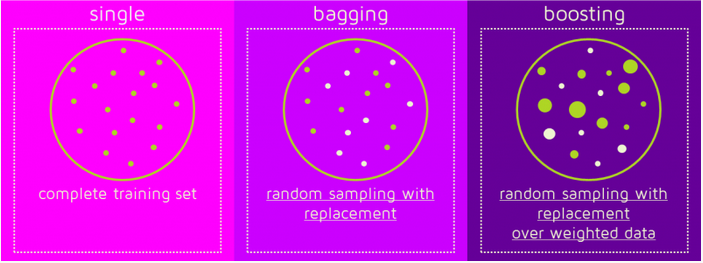 single
complete training set
bagging
random sampling with
replacement
boosting
random sampling with
replacement
over weighted data